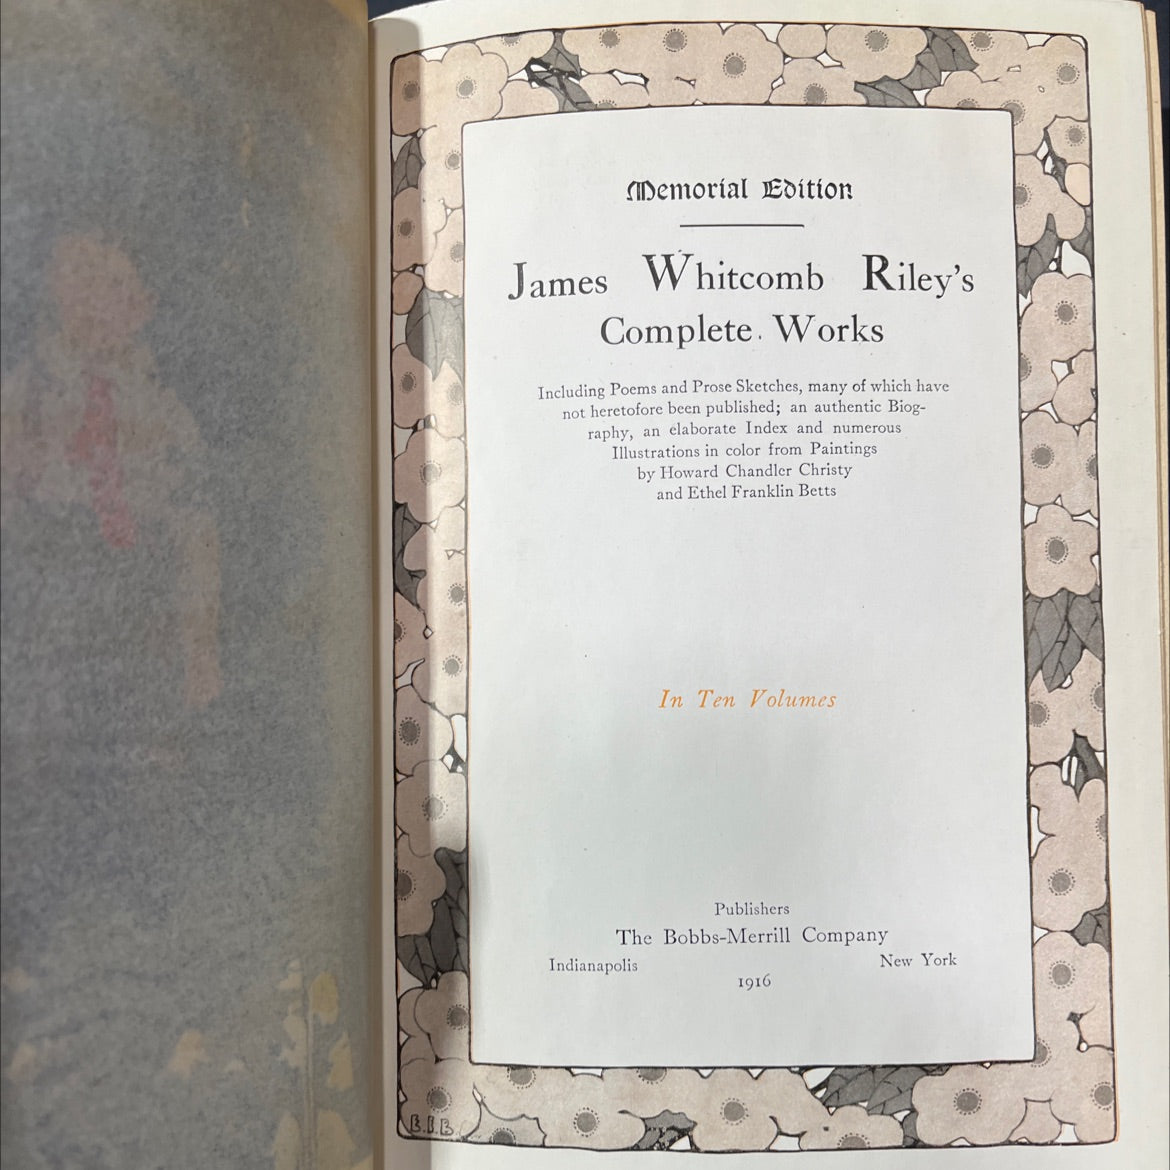 Memorial Edition
James Whitcomb Riley's
Complete Works
Including Poems and Prose Sketches, many of which have
not heretofore been published; an authentic Biog-
raphy, an elaborate Index and numerous
Illustrations in color from Paintings
by Howard Chandler Christy
and Ethel Franklin Betts
In Ten Volumes
Publishers
The Bobbs-Merrill Company
Indianapolis New York
1916